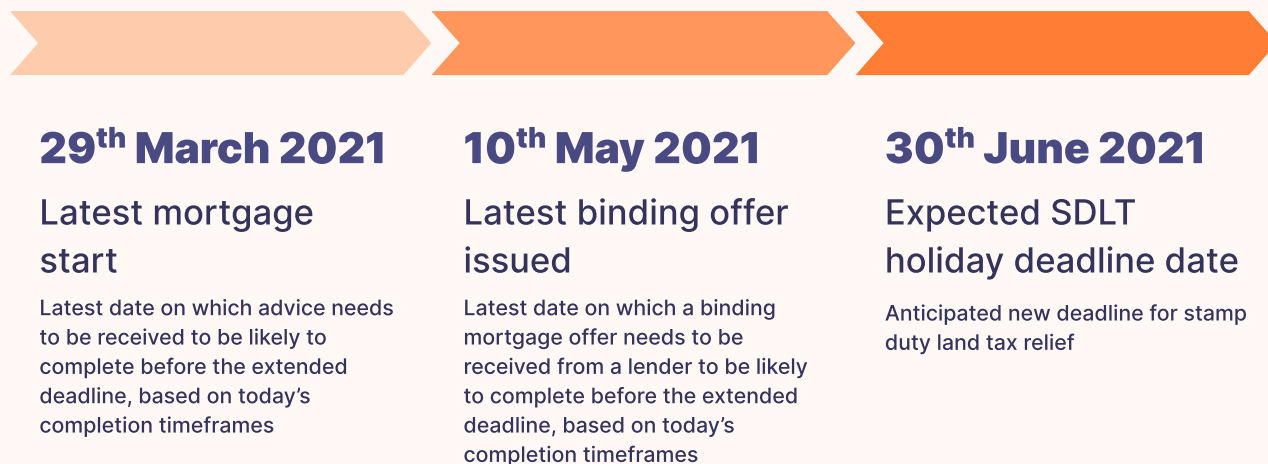 29th March 2021
Latest mortgage
start
Latest date on which advice needs
to be received to be likely to
complete before the extended
deadline, based on today’s
completion timeframes
10th May 2021
Latest binding offer
issued
Latest date on which a binding
mortgage offer needs to be
received from a lender to be likely
to complete before the extended
deadline, based on today’s
completion timeframes
30th June 2021
Expected SDLT
holiday deadline date
Anticipated new deadline for stamp
duty land tax relief